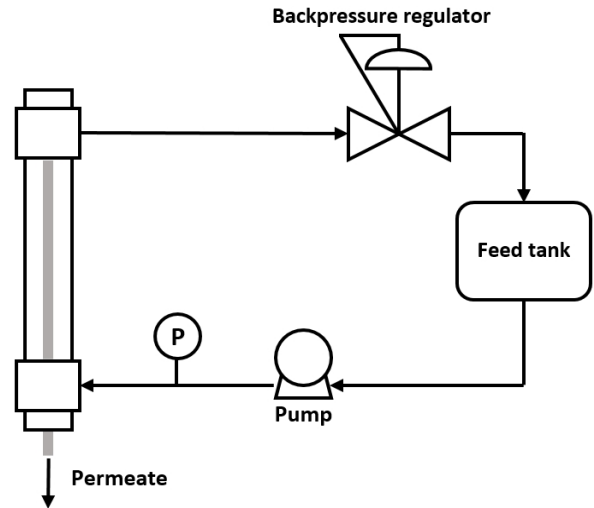 Backpressure regulator
Feed tank
P
Pump
Permeate